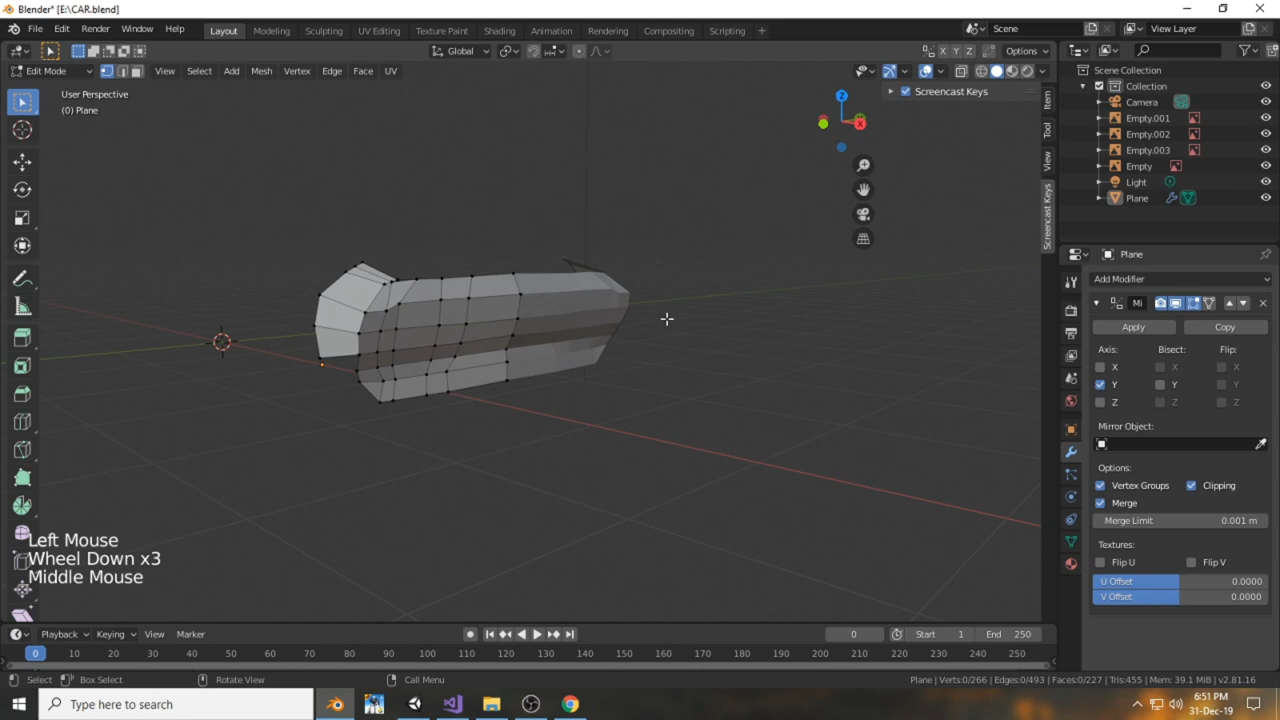 Blender* [E:\CAR.blend]
File Edit Render Window Help Layout Modeling Sculpting UV Editing Texture Paint Shading Animation Rendering Compositing Scripting + Scene View Layer
Global X Y Z Options
Edit Mode View Select Add Mesh Vertex Edge Face UV
User Perspective
(0) Plane
Screencast Keys
Item
Tool
View
Screencast Keys
Z
X
Scene Collection
Collection
Camera
Empty.001
Empty.002
Empty.003
Empty
Light
Plane
Plane
Add Modifier
Mi
Apply Copy
Axis: Bisect: Flip:
X X X
Y Y Y
Z Z Z
Mirror Object:
Options:
Vertex Groups Clipping
Merge
Merge Limit 0.001 m
Textures:
Flip U Flip V
U Offset 0.0000
V Offset 0.0000
Left Mouse
Wheel Down x3
Middle Mouse
Playback Keying View Marker 0 Start 1 End 250
0 10 20 30 40 50 60 70 80 90 100 110 120 130 140 150 160 170 180 190 200 210 220 230 240 250
Select Box Select Rotate View Call Menu Plane | Verts:0/266 | Edges:0/493 | Faces:0/227 | Tris:455 | Mem: 39.1 MiB | v2.81.16
Type here to search
6:51 PM
31-Dec-19